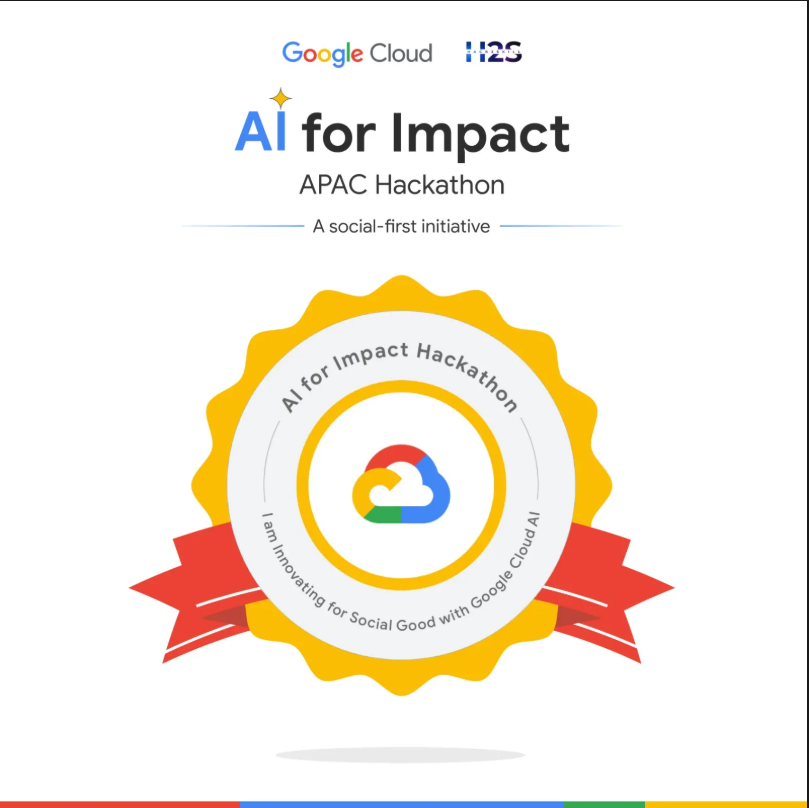 Google Cloud H2S
AI for Impact
APAC Hackathon
A social-first initiative
AI for Impact Hackathon
I am Innovating for Social Good with Google Cloud AI